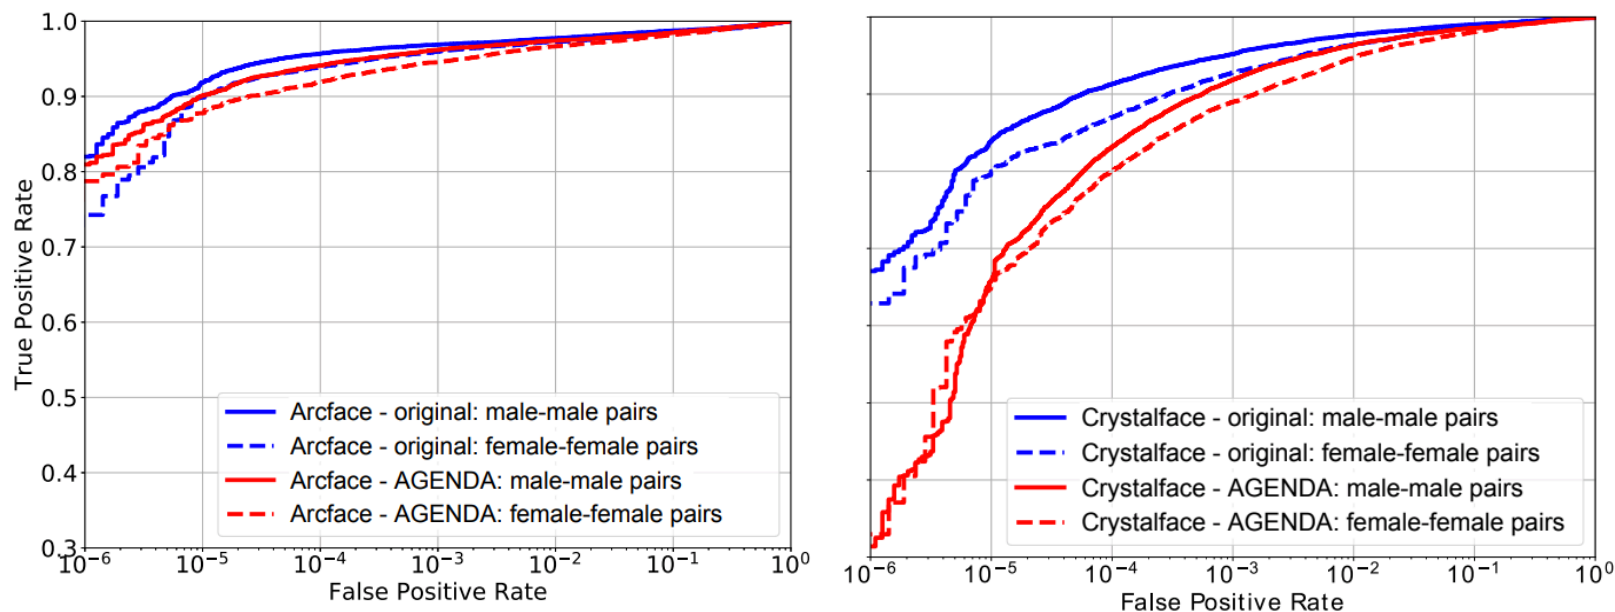 1.0
0.9
0.8
0.7
0.6
0.5
0.4
0.3
True Positive Rate
10⁻⁶ 10⁻⁵ 10⁻⁴ 10⁻³ 10⁻² 10⁻¹ 10⁰
False Positive Rate
Arcface - original: male-male pairs
Arcface - original: female-female pairs
Arcface - AGENDA: male-male pairs
Arcface - AGENDA: female-female pairs
Crystalface - original: male-male pairs
Crystalface - original: female-female pairs
Crystalface - AGENDA: male-male pairs
Crystalface - AGENDA: female-female pairs
10⁻⁶ 10⁻⁵ 10⁻⁴ 10⁻³ 10⁻² 10⁻¹ 10⁰
False Positive Rate